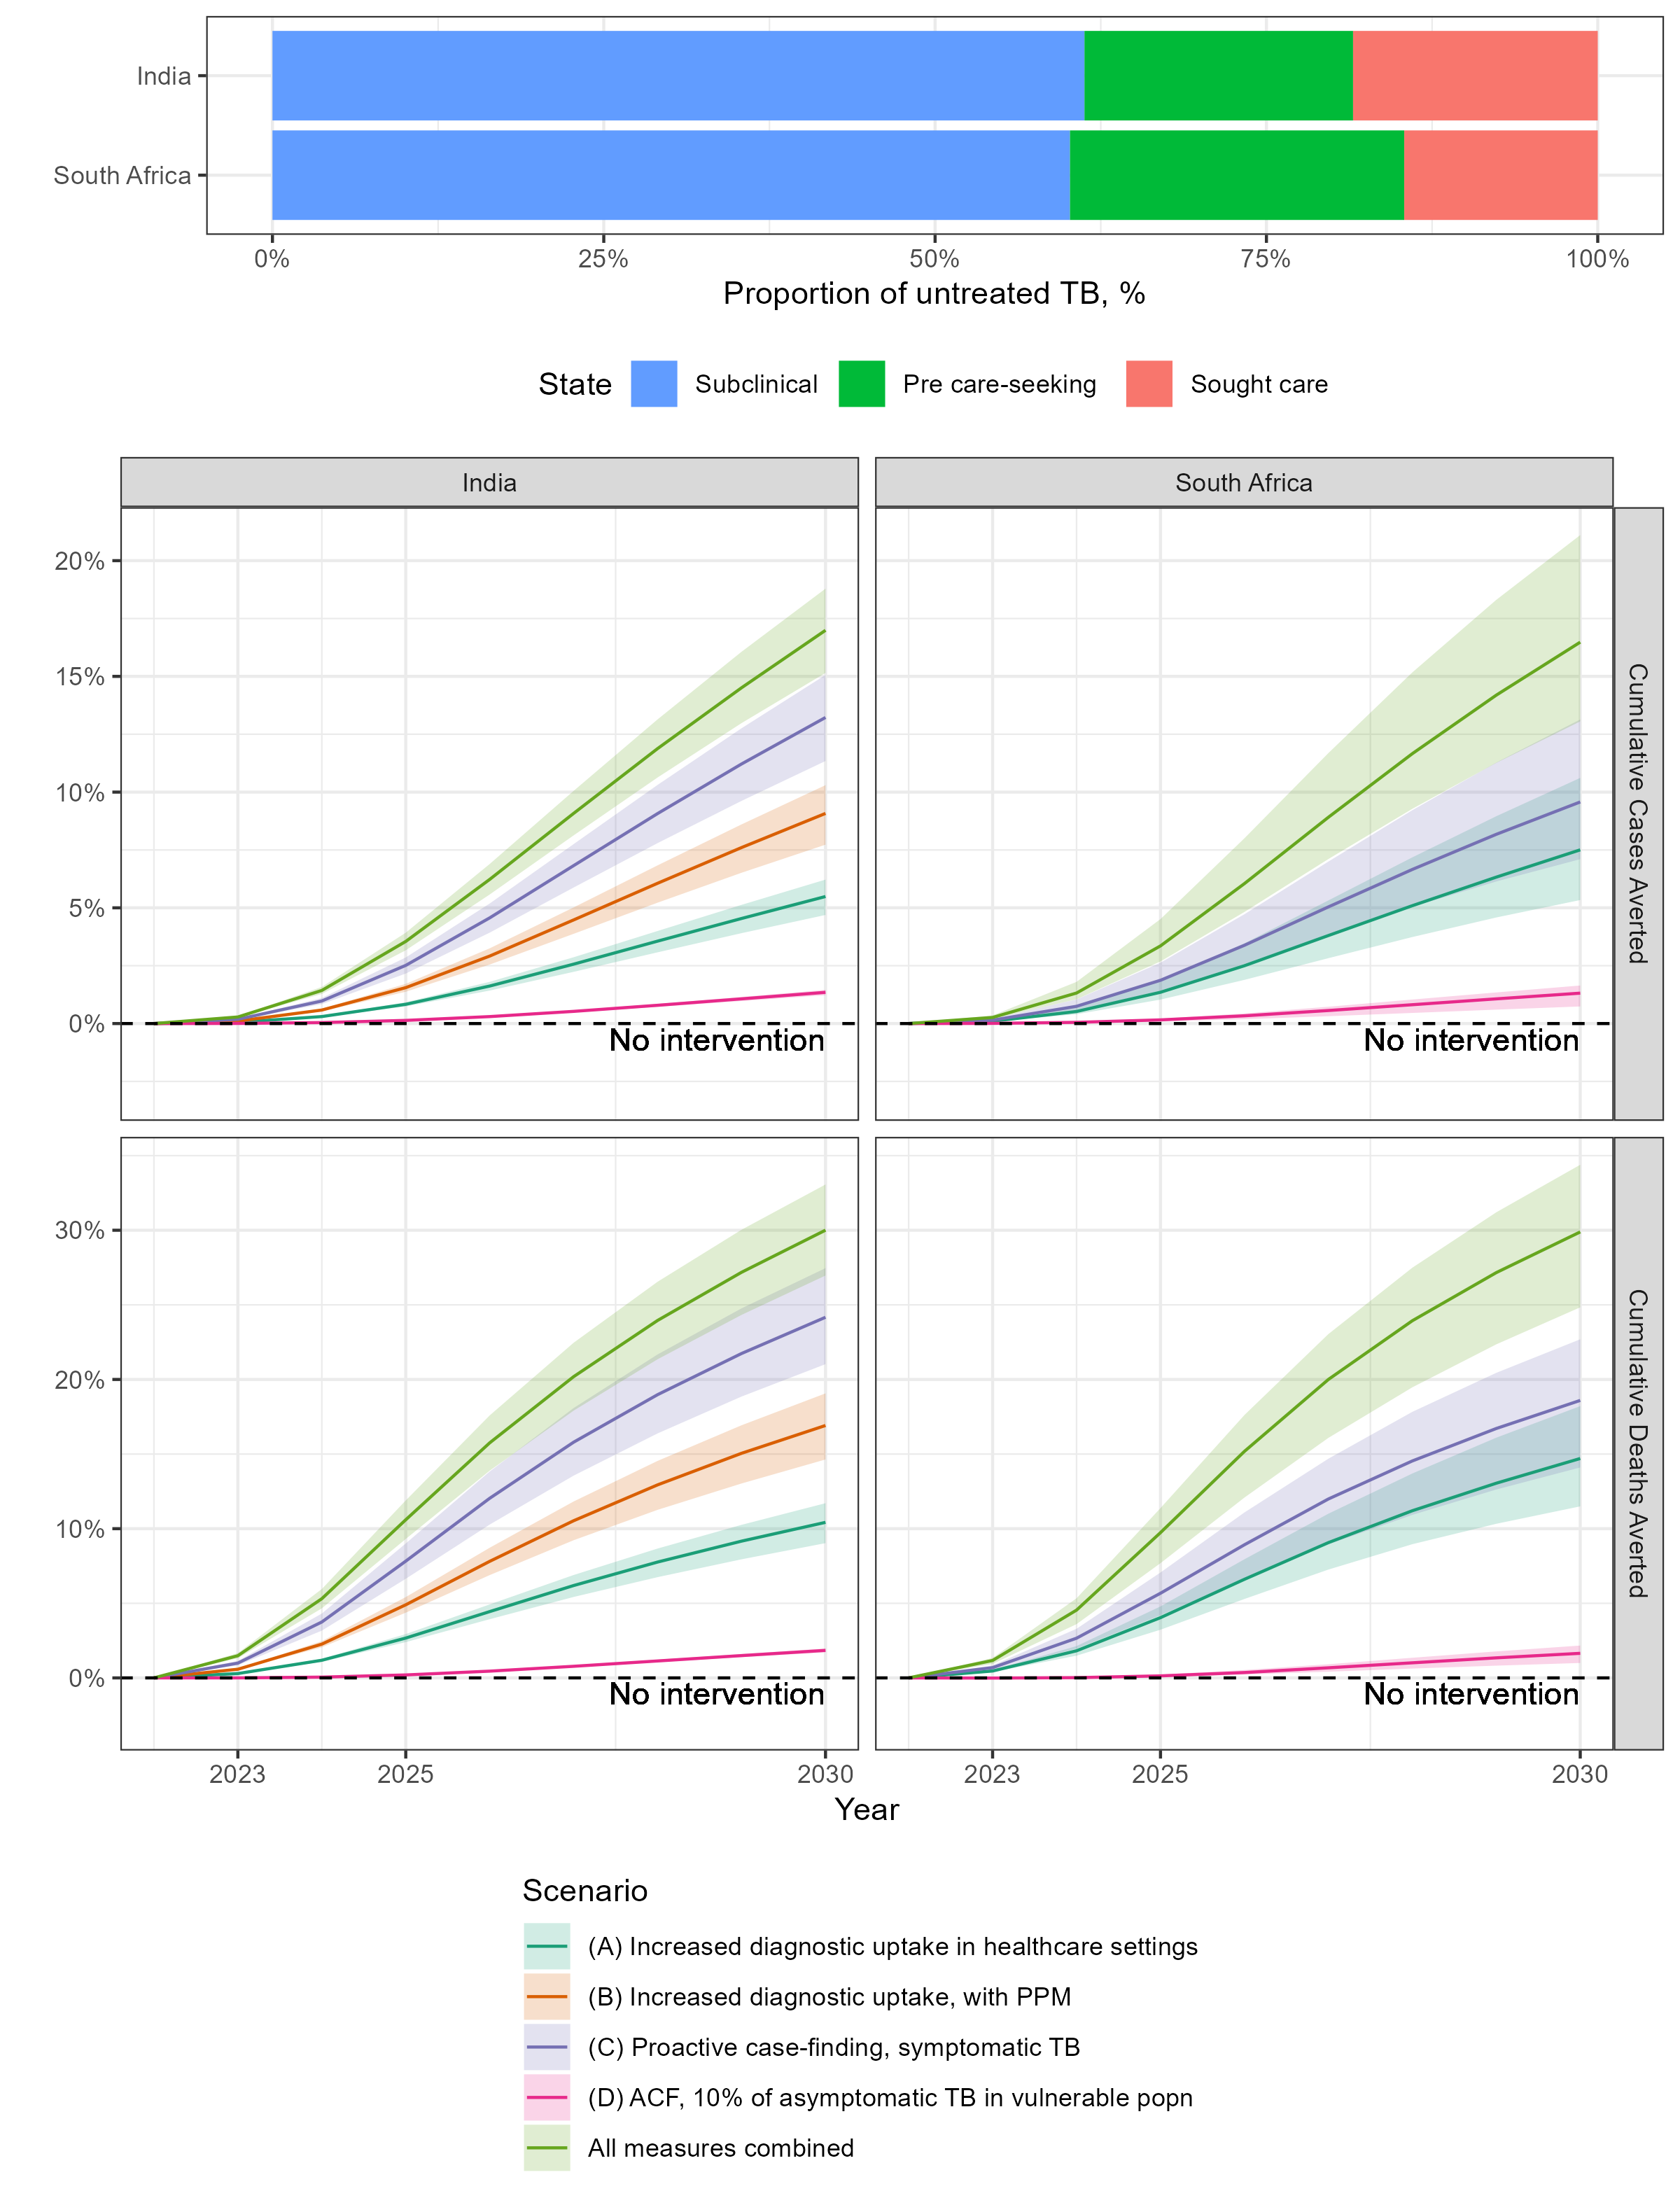 India
South Africa
0% 25% 50% 75% 100%
Proportion of untreated TB, %
State Subclinical Pre care-seeking Sought care
India South Africa
20%
15%
10%
5%
0%
No intervention No intervention
Cumulative Cases Averted
30%
20%
10%
0%
No intervention No intervention
Cumulative Deaths Averted
2023 2025 2030 2023 2025 2030
Year
Scenario
(A) Increased diagnostic uptake in healthcare settings
(B) Increased diagnostic uptake, with PPM
(C) Proactive case-finding, symptomatic TB
(D) ACF, 10% of asymptomatic TB in vulnerable popn
All measures combined